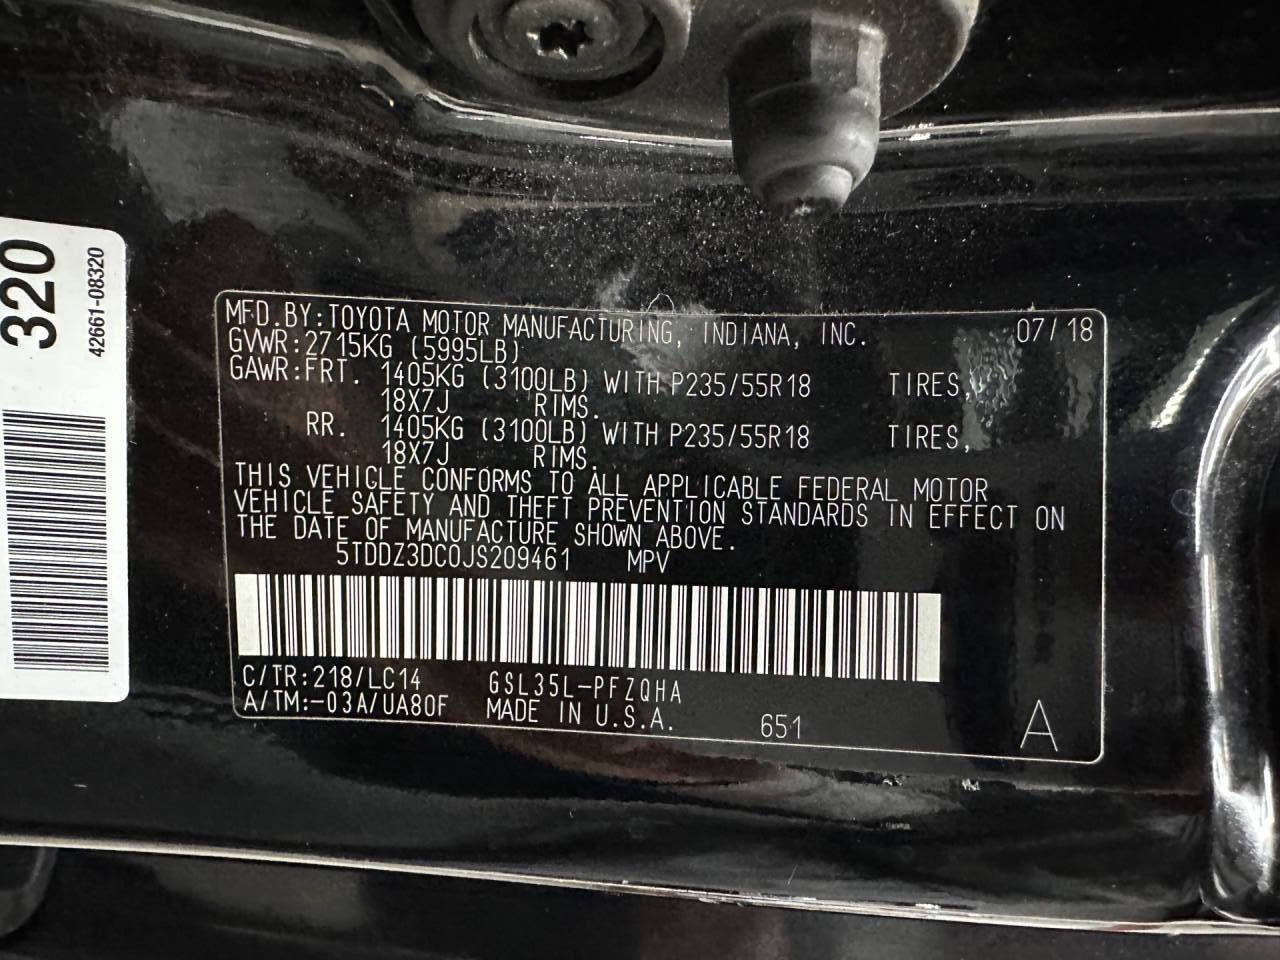 320
42661-08320
MFD.BY:TOYOTA MOTOR MANUFACTURING, INDIANA, INC. 07/18
GVWR:2715KG (5995LB)
GAWR:FRT. 1405KG (3100LB) WITH P235/55R18 TIRES,
18X7J RIMS.
RR. 1405KG (3100LB) WITH P235/55R18 TIRES,
18X7J RIMS.
THIS VEHICLE CONFORMS TO ALL APPLICABLE FEDERAL MOTOR
VEHICLE SAFETY AND THEFT PREVENTION STANDARDS IN EFFECT ON
THE DATE OF MANUFACTURE SHOWN ABOVE.
5TDDZ3DC0JS209461 MPV
C/TR:218/LC14 GSL35L-PFZQHA
A/TM:-03A/UA80F MADE IN U.S.A. 651 A